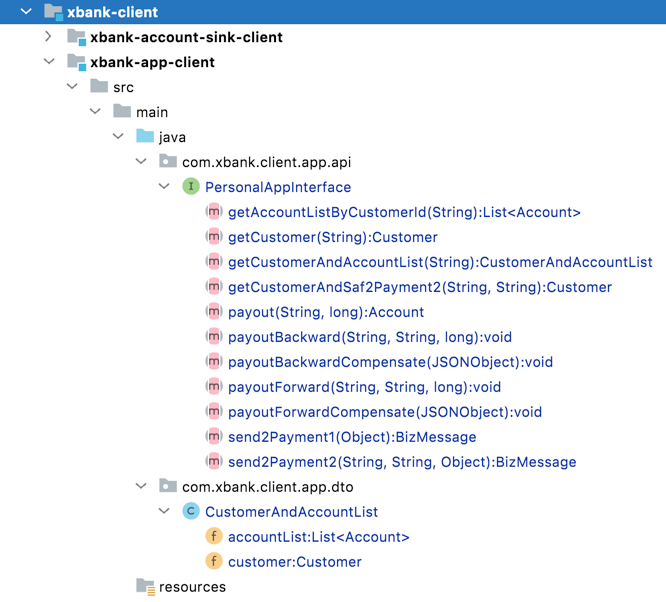 xbank-client
xbank-account-sink-client
xbank-app-client
src
main
java
com.xbank.client.app.api
I PersonalAppInterface
m getAccountListByCustomerId(String):List<Account>
m getCustomer(String):Customer
m getCustomerAndAccountList(String):CustomerAndAccountList
m getCustomerAndSaf2Payment2(String, String):Customer
m payout(String, long):Account
m payoutBackward(String, String, long):void
m payoutBackwardCompensate(JSONObject):void
m payoutForward(String, String, long):void
m payoutForwardCompensate(JSONObject):void
m send2Payment1(Object):BizMessage
m send2Payment2(String, String, Object):BizMessage
com.xbank.client.app.dto
C CustomerAndAccountList
f accountList:List<Account>
f customer:Customer
resources